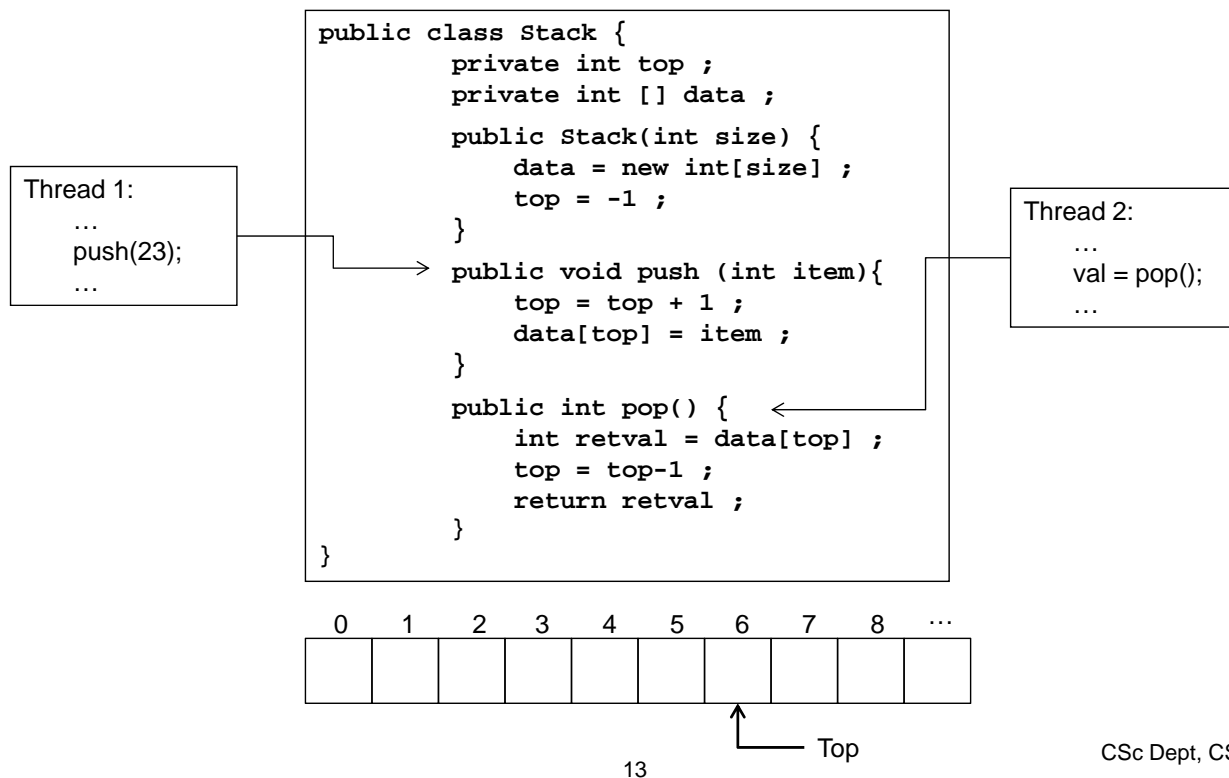 public class Stack {
private int top ;
private int [] data ;
public Stack(int size) {
data = new int[size] ;
top = -1 ;
}
public void push (int item){
top = top + 1 ;
data[top] = item ;
}
public int pop() {
int retval = data[top] ;
top = top-1 ;
return retval ;
}
}
Thread 1:
…
push(23);
…
Thread 2:
…
val = pop();
…
0 1 2 3 4 5 6 7 8 …
Top
13
CSc Dept, CS